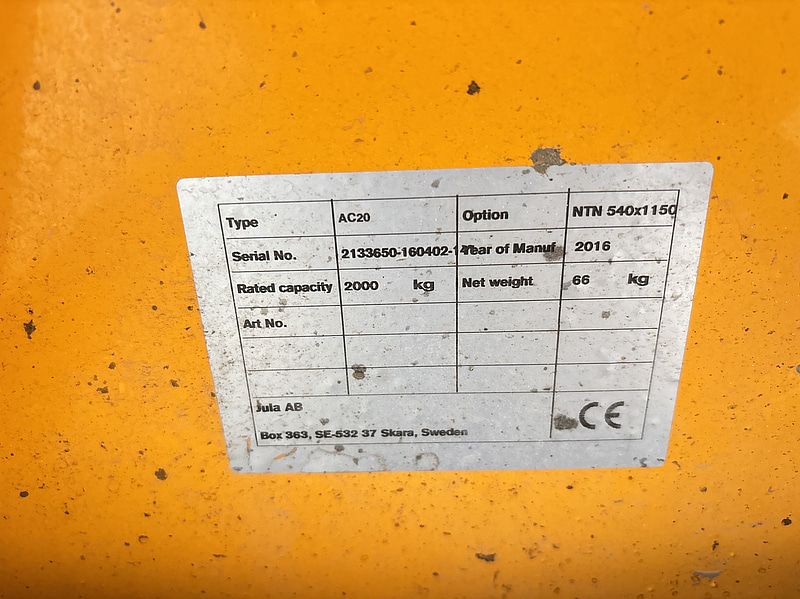 Type AC20 Option NTN 540x1150
Serial No. 2133650-160402-1 Year of Manuf 2016
Rated capacity 2000 kg Net weight 66 kg
Art No.
Jula AB
Box 363, SE-532 37 Skara, Sweden
CE